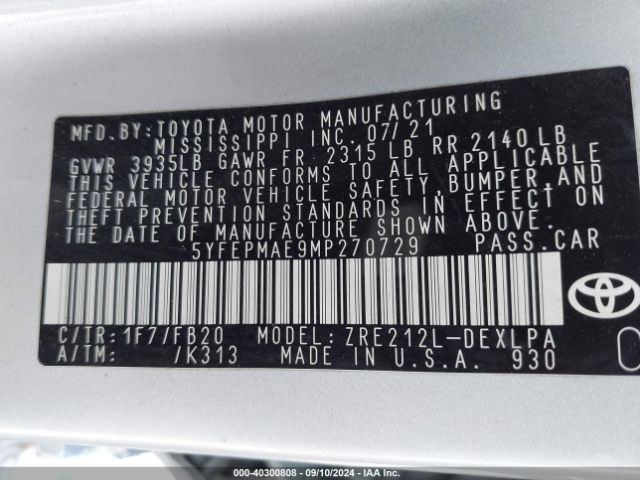 MFD. BY: TOYOTA MOTOR MANUFACTURING
MISSISSIPPI INC. 07/21
GVWR 3935LB GAWR FR 2315 LB RR 2140 LB
THIS VEHICLE CONFORMS TO ALL APPLICABLE
FEDERAL MOTOR VEHICLE SAFETY, BUMPER, AND
THEFT PREVENTION STANDARDS IN EFFECT ON
THE DATE OF MANUFACTURE SHOWN ABOVE.
5YFEPMAE9MP270729 PASS. CAR
C/TR: 1F7/FB20 MODEL: ZRE212L-DEXLPA
A/TM: /K313 MADE IN U.S.A. 930
000-40300808 - 09/10/2024 - IAAI.COM